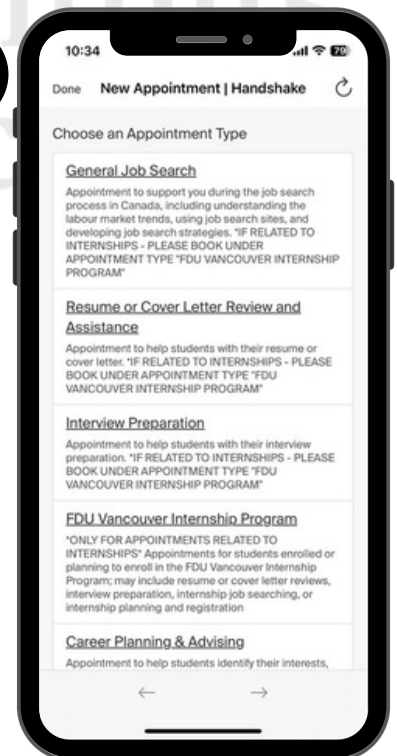 10:34
79
Done New Appointment | Handshake
Choose an Appointment Type
General Job Search
Appointment to support you during the job search
process in Canada, including understanding the
labour market trends, using job search sites, and
developing job search strategies. *IF RELATED TO
INTERNSHIPS - PLEASE BOOK UNDER
APPOINTMENT TYPE "FDU VANCOUVER INTERNSHIP
PROGRAM"
Resume or Cover Letter Review and
Assistance
Appointment to help students with their resume or
cover letter. *IF RELATED TO INTERNSHIPS - PLEASE
BOOK UNDER APPOINTMENT TYPE "FDU
VANCOUVER INTERNSHIP PROGRAM"
Interview Preparation
Appointment to help students with their interview
preparation. *IF RELATED TO INTERNSHIPS - PLEASE
BOOK UNDER APPOINTMENT TYPE "FDU
VANCOUVER INTERNSHIP PROGRAM"
FDU Vancouver Internship Program
*ONLY FOR APPOINTMENTS RELATED TO
INTERNSHIPS* Appointments for students enrolled or
planning to enroll in the FDU Vancouver Internship
Program; may include resume or cover letter reviews,
interview preparation, internship job searching, or
internship planning and registration
Career Planning & Advising
Appointment to help students identify their interests,